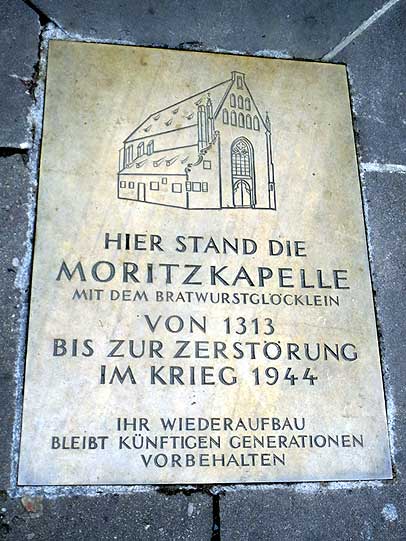 HIER STAND DIE
MORITZKAPELLE
MIT DEM BRATWURSTGLÖCKLEIN
VON 1313
BIS ZUR ZERSTÖRUNG
IM KRIEG 1944
IHR WIEDERAUFBAU
BLEIBT KÜNFTIGEN GENERATIONEN
VORBEHALTEN